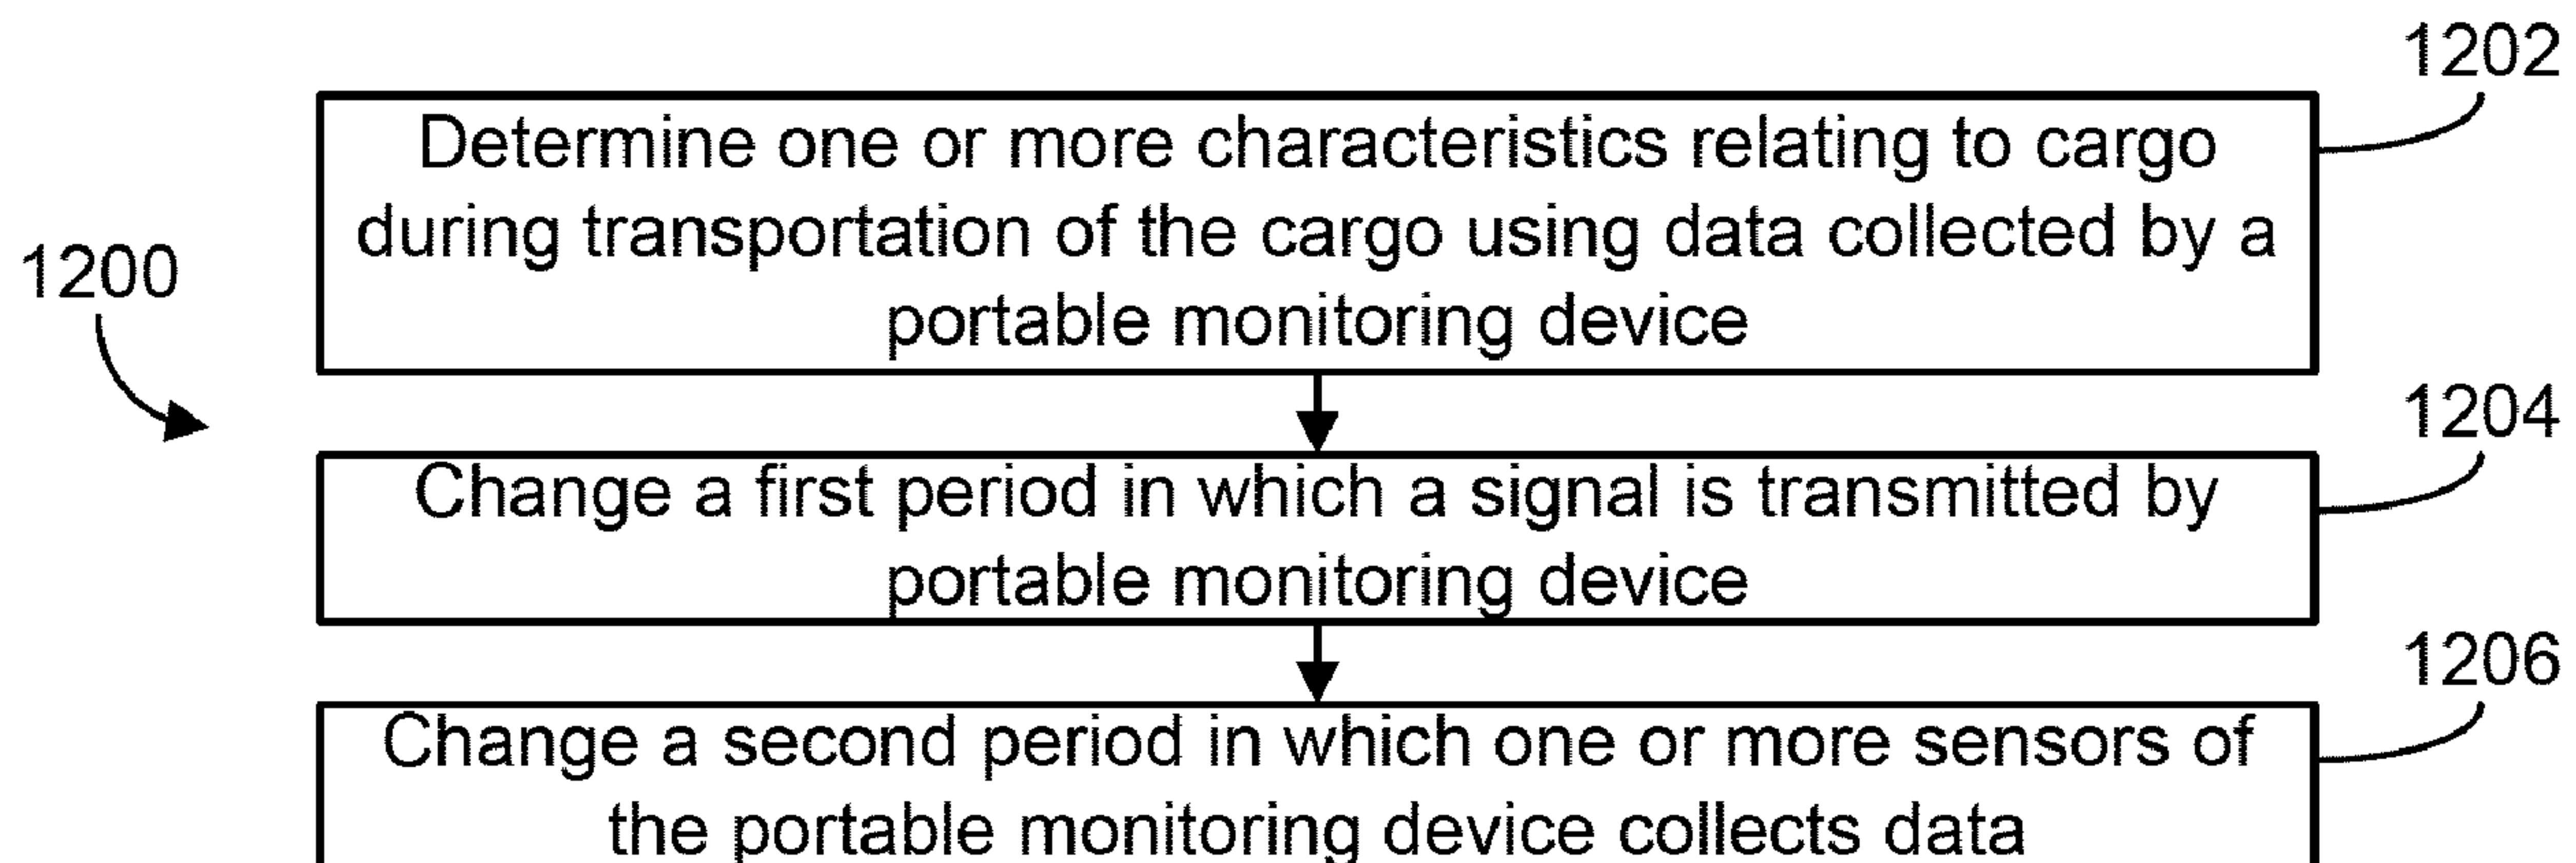 1202
Determine one or more characteristics relating to cargo
during transportation of the cargo using data collected by a
portable monitoring device
1200
1204
Change a first period in which a signal is transmitted by
portable monitoring device
1206
Change a second period in which one or more sensors of
the portable monitoring device collects data